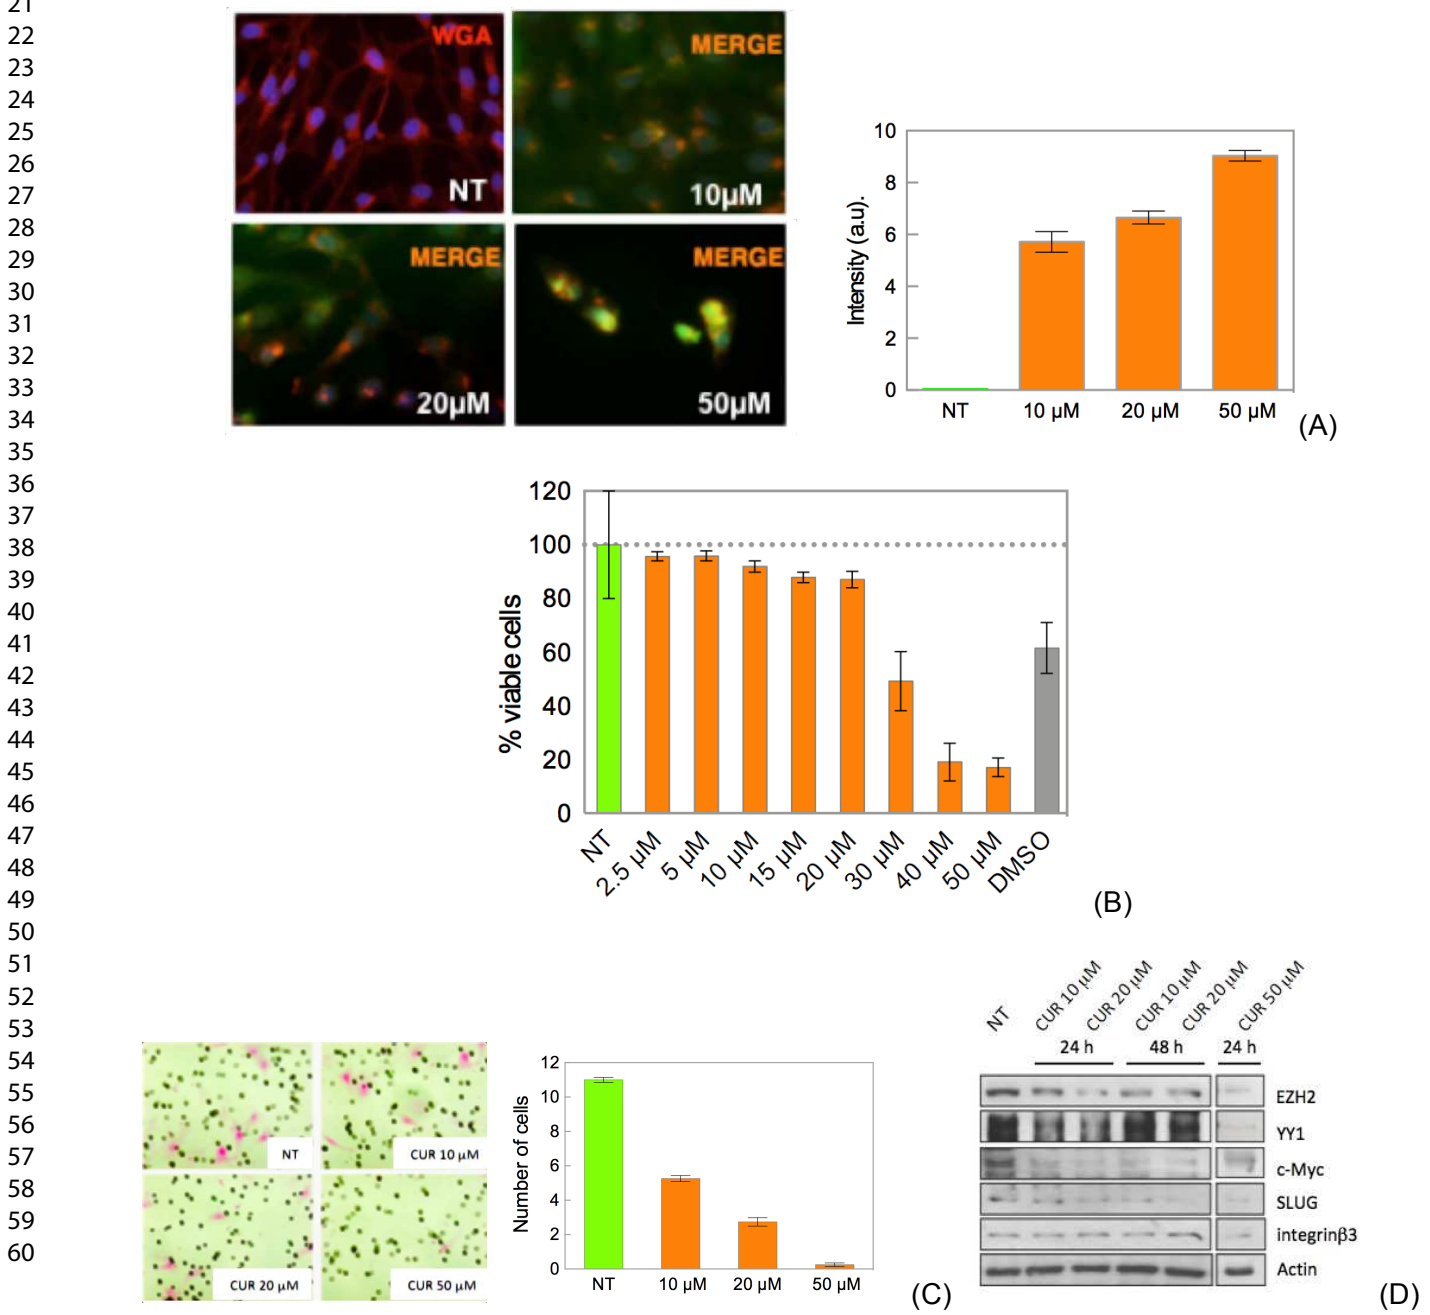 21
22
23
24
25
26
27
28
29
30
31
32
33
34
35
36
37
38
39
40
41
42
43
44
45
46
47
48
49
50
51
52
53
54
55
56
57
58
59
60
WGA
NT
MERGE
10µM
MERGE
20µM
MERGE
50µM
Intensity (a.u).
10
8
6
4
2
0
NT 10 µM 20 µM 50 µM
(A)
% viable cells
120
100
80
60
40
20
0
NT 2.5 µM 5 µM 10 µM 15 µM 20 µM 30 µM 40 µM 50 µM DMSO
(B)
NT
CUR 10 µM
CUR 20 µM
CUR 50 µM
Number of cells
12
10
8
6
4
2
0
NT 10 µM 20 µM 50 µM
(C)
NT CUR 10 µM CUR 20 µM CUR 10 µM CUR 20 µM CUR 50 µM
24 h 48 h 24 h
EZH2
YY1
c-Myc
SLUG
integrinβ3
Actin
(D)